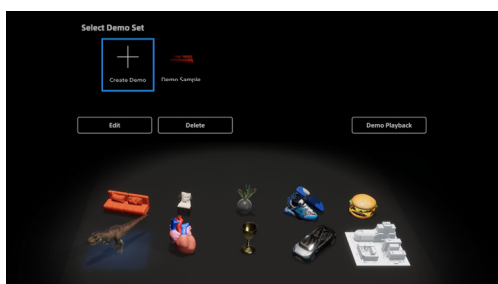 Select Demo Set
Create Demo
Demo Sample
Edit
Delete
Demo Playback